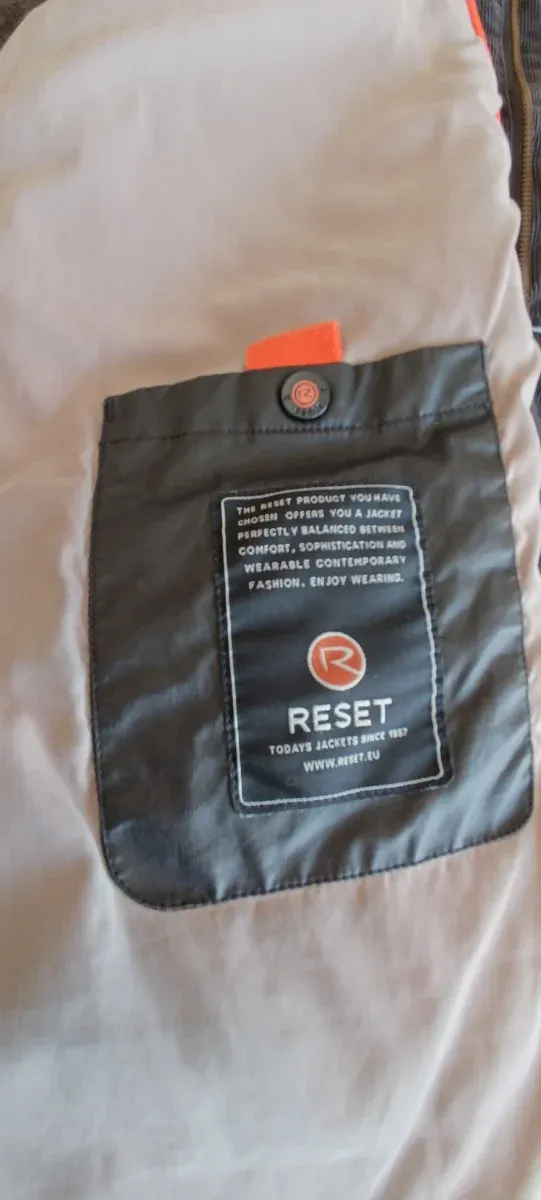 R
THE RESET PRODUCT YOU HAVE
CHOSEN OFFERS YOU A JACKET
PERFECTLY BALANCED BETWEEN
COMFORT, SOPHISTICATION AND
WEARABLE CONTEMPORARY
FASHION. ENJOY WEARING.
R
RESET
TODAYS JACKETS SINCE 1987
WWW.RESET.EU